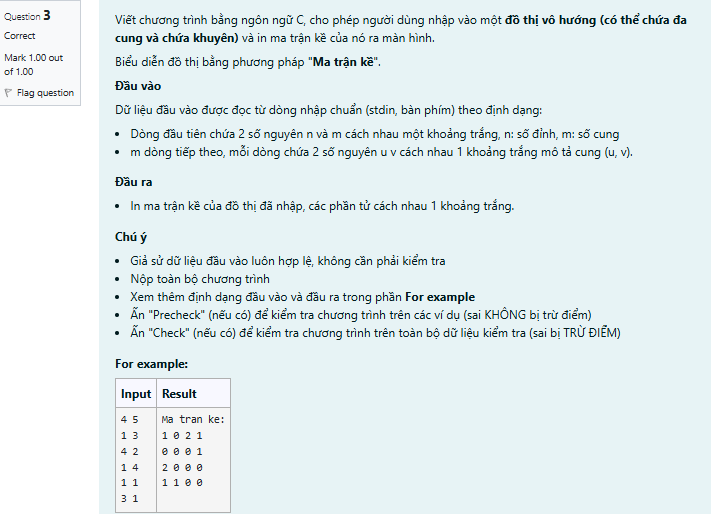 Question 3
Correct
Mark 1.00 out
of 1.00
Flag question
Viết chương trình bằng ngôn ngữ C, cho phép người dùng nhập vào một đồ thị vô hướng (có thể chứa đa
cung và chứa khuyên) và in ma trận kề của nó ra màn hình.
Biểu diễn đồ thị bằng phương pháp "Ma trận kề".
Đầu vào
Dữ liệu đầu vào được đọc từ dòng nhập chuẩn (stdin, bàn phím) theo định dạng:
• Dòng đầu tiên chứa 2 số nguyên n và m cách nhau một khoảng trắng, n: số đỉnh, m: số cung
• m dòng tiếp theo, mỗi dòng chứa 2 số nguyên u v cách nhau 1 khoảng trắng mô tả cung (u, v).
Đầu ra
• In ma trận kề của đồ thị đã nhập, các phần tử cách nhau 1 khoảng trắng.
Chú ý
• Giả sử dữ liệu đầu vào luôn hợp lệ, không cần phải kiểm tra
• Nộp toàn bộ chương trình
• Xem thêm định dạng đầu vào và đầu ra trong phần For example
• Ấn "Precheck" (nếu có) để kiểm tra chương trình trên các ví dụ (sai KHÔNG bị trừ điểm)
• Ấn "Check" (nếu có) để kiểm tra chương trình trên toàn bộ dữ liệu kiểm tra (sai bị TRỪ ĐIỂM)
For example:
Input Result
4 5 Ma tran ke:
1 3 1 0 2 1
4 2 0 0 0 1
1 4 2 0 0 0
1 1 1 1 0 0
3 1